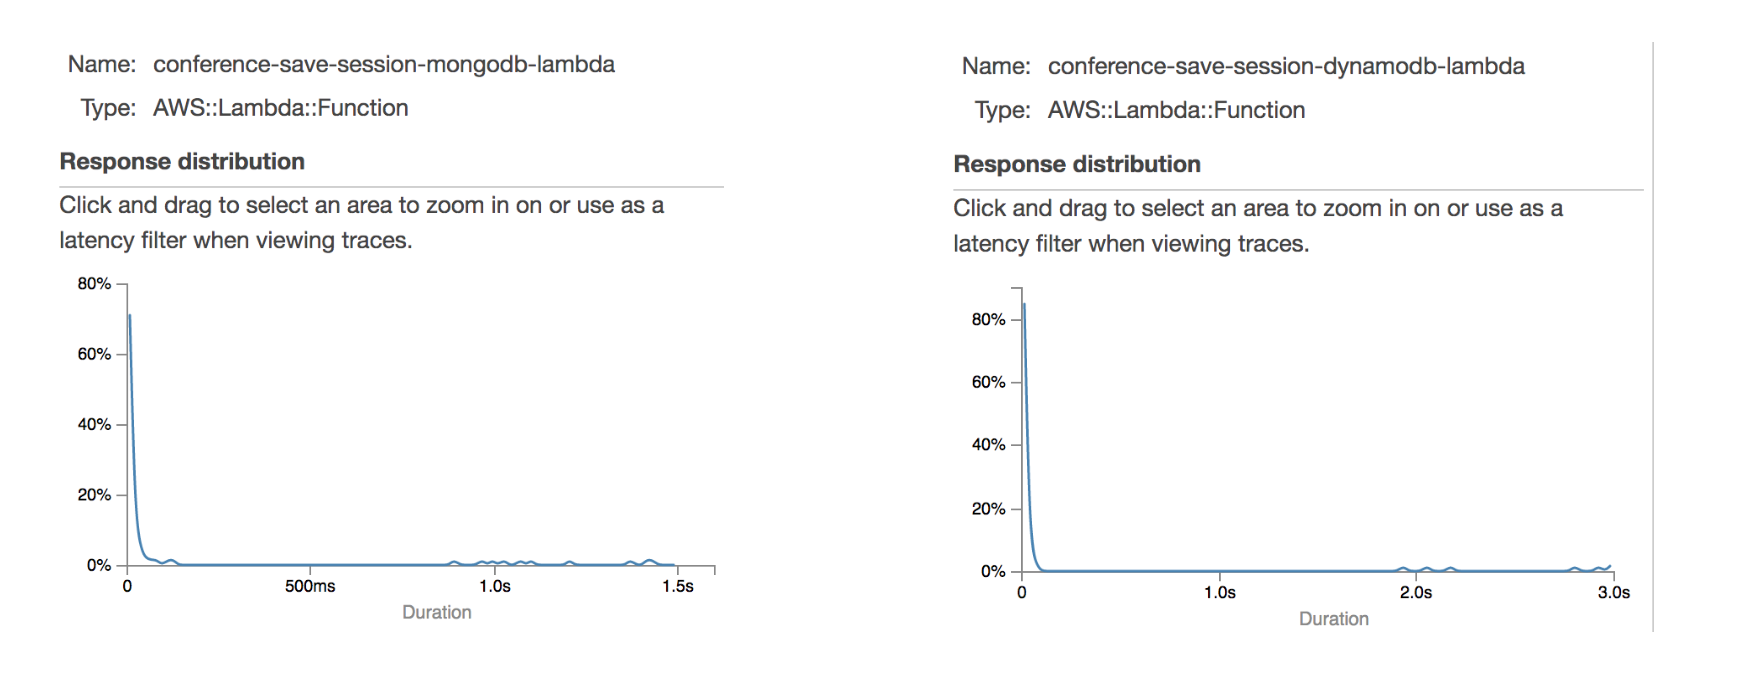 Name: conference-save-session-mongodb-lambda
Type: AWS::Lambda::Function
Response distribution
Click and drag to select an area to zoom in on or use as a
latency filter when viewing traces.
80%
60%
40%
20%
0%
0 500ms 1.0s 1.5s
Duration
Name: conference-save-session-dynamodb-lambda
Type: AWS::Lambda::Function
Response distribution
Click and drag to select an area to zoom in on or use as a
latency filter when viewing traces.
80%
60%
40%
20%
0%
0 1.0s 2.0s 3.0s
Duration